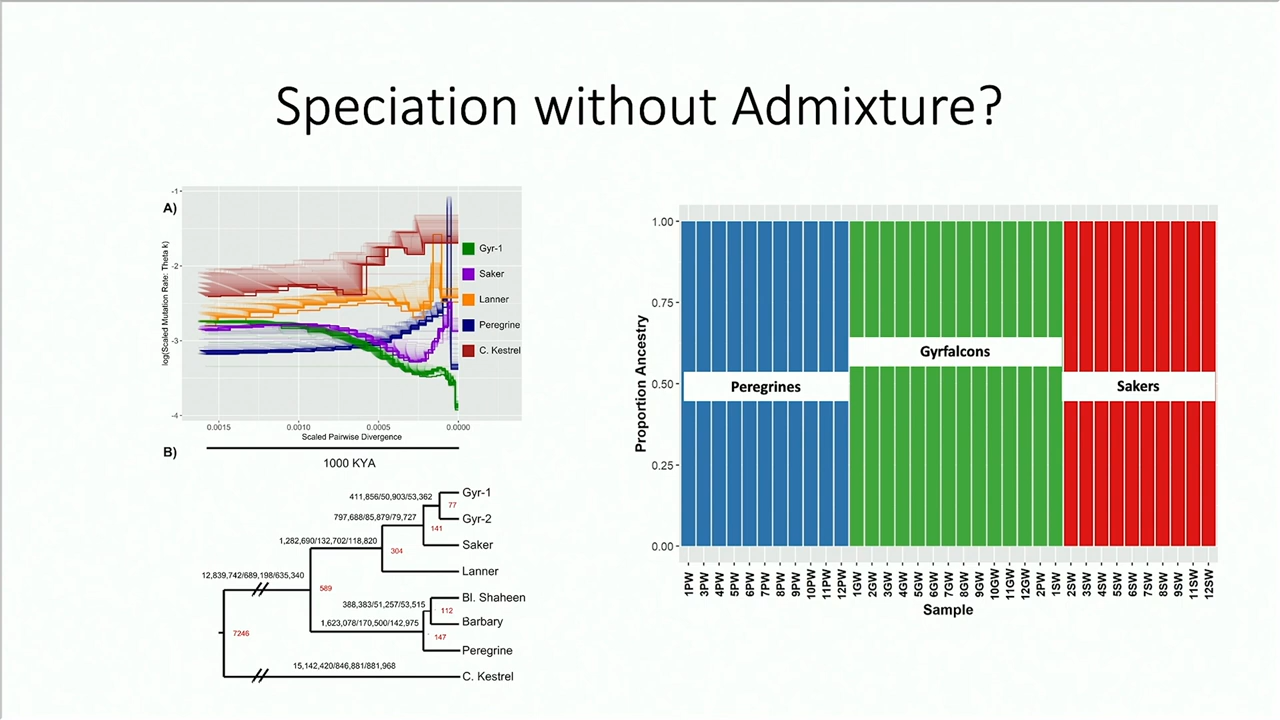 Speciation without Admixture?
A)
log(Scaled Mutation Rate: Theta k)
-1
-2
-3
-4
0.0015
0.0010
0.0005
0.0000
Scaled Pairwise Divergence
Gyr-1
Saker
Lanner
Peregrine
C. Kestrel
1000 KYA
B)
411,856/50,903/53,362
Gyr-1
77
797,688/85,879/79,727
Gyr-2
141
1,282,690/132,702/118,820
Saker
304
Lanner
12,839,742/689,198/635,340
589
388,383/51,257/53,515
Bl. Shaheen
112
1,623,078/170,500/142,975
Barbary
7246
147
Peregrine
15,142,420/846,881/881,968
C. Kestrel
Proportion Ancestry
1.00
0.75
0.50
0.25
0.00
Peregrines
Gyrfalcons
Sakers
1PW
3PW
4PW
5PW
7PW
8PW
9PW
10PW
11PW
12PW
1GW
2GW
3GW
4GW
5GW
6GW
7GW
8GW
9GW
10GW
11GW
12GW
2PW
1SW
2SW
3SW
4SW
5SW
6SW
7SW
8SW
9SW
11SW
12SW
Sample